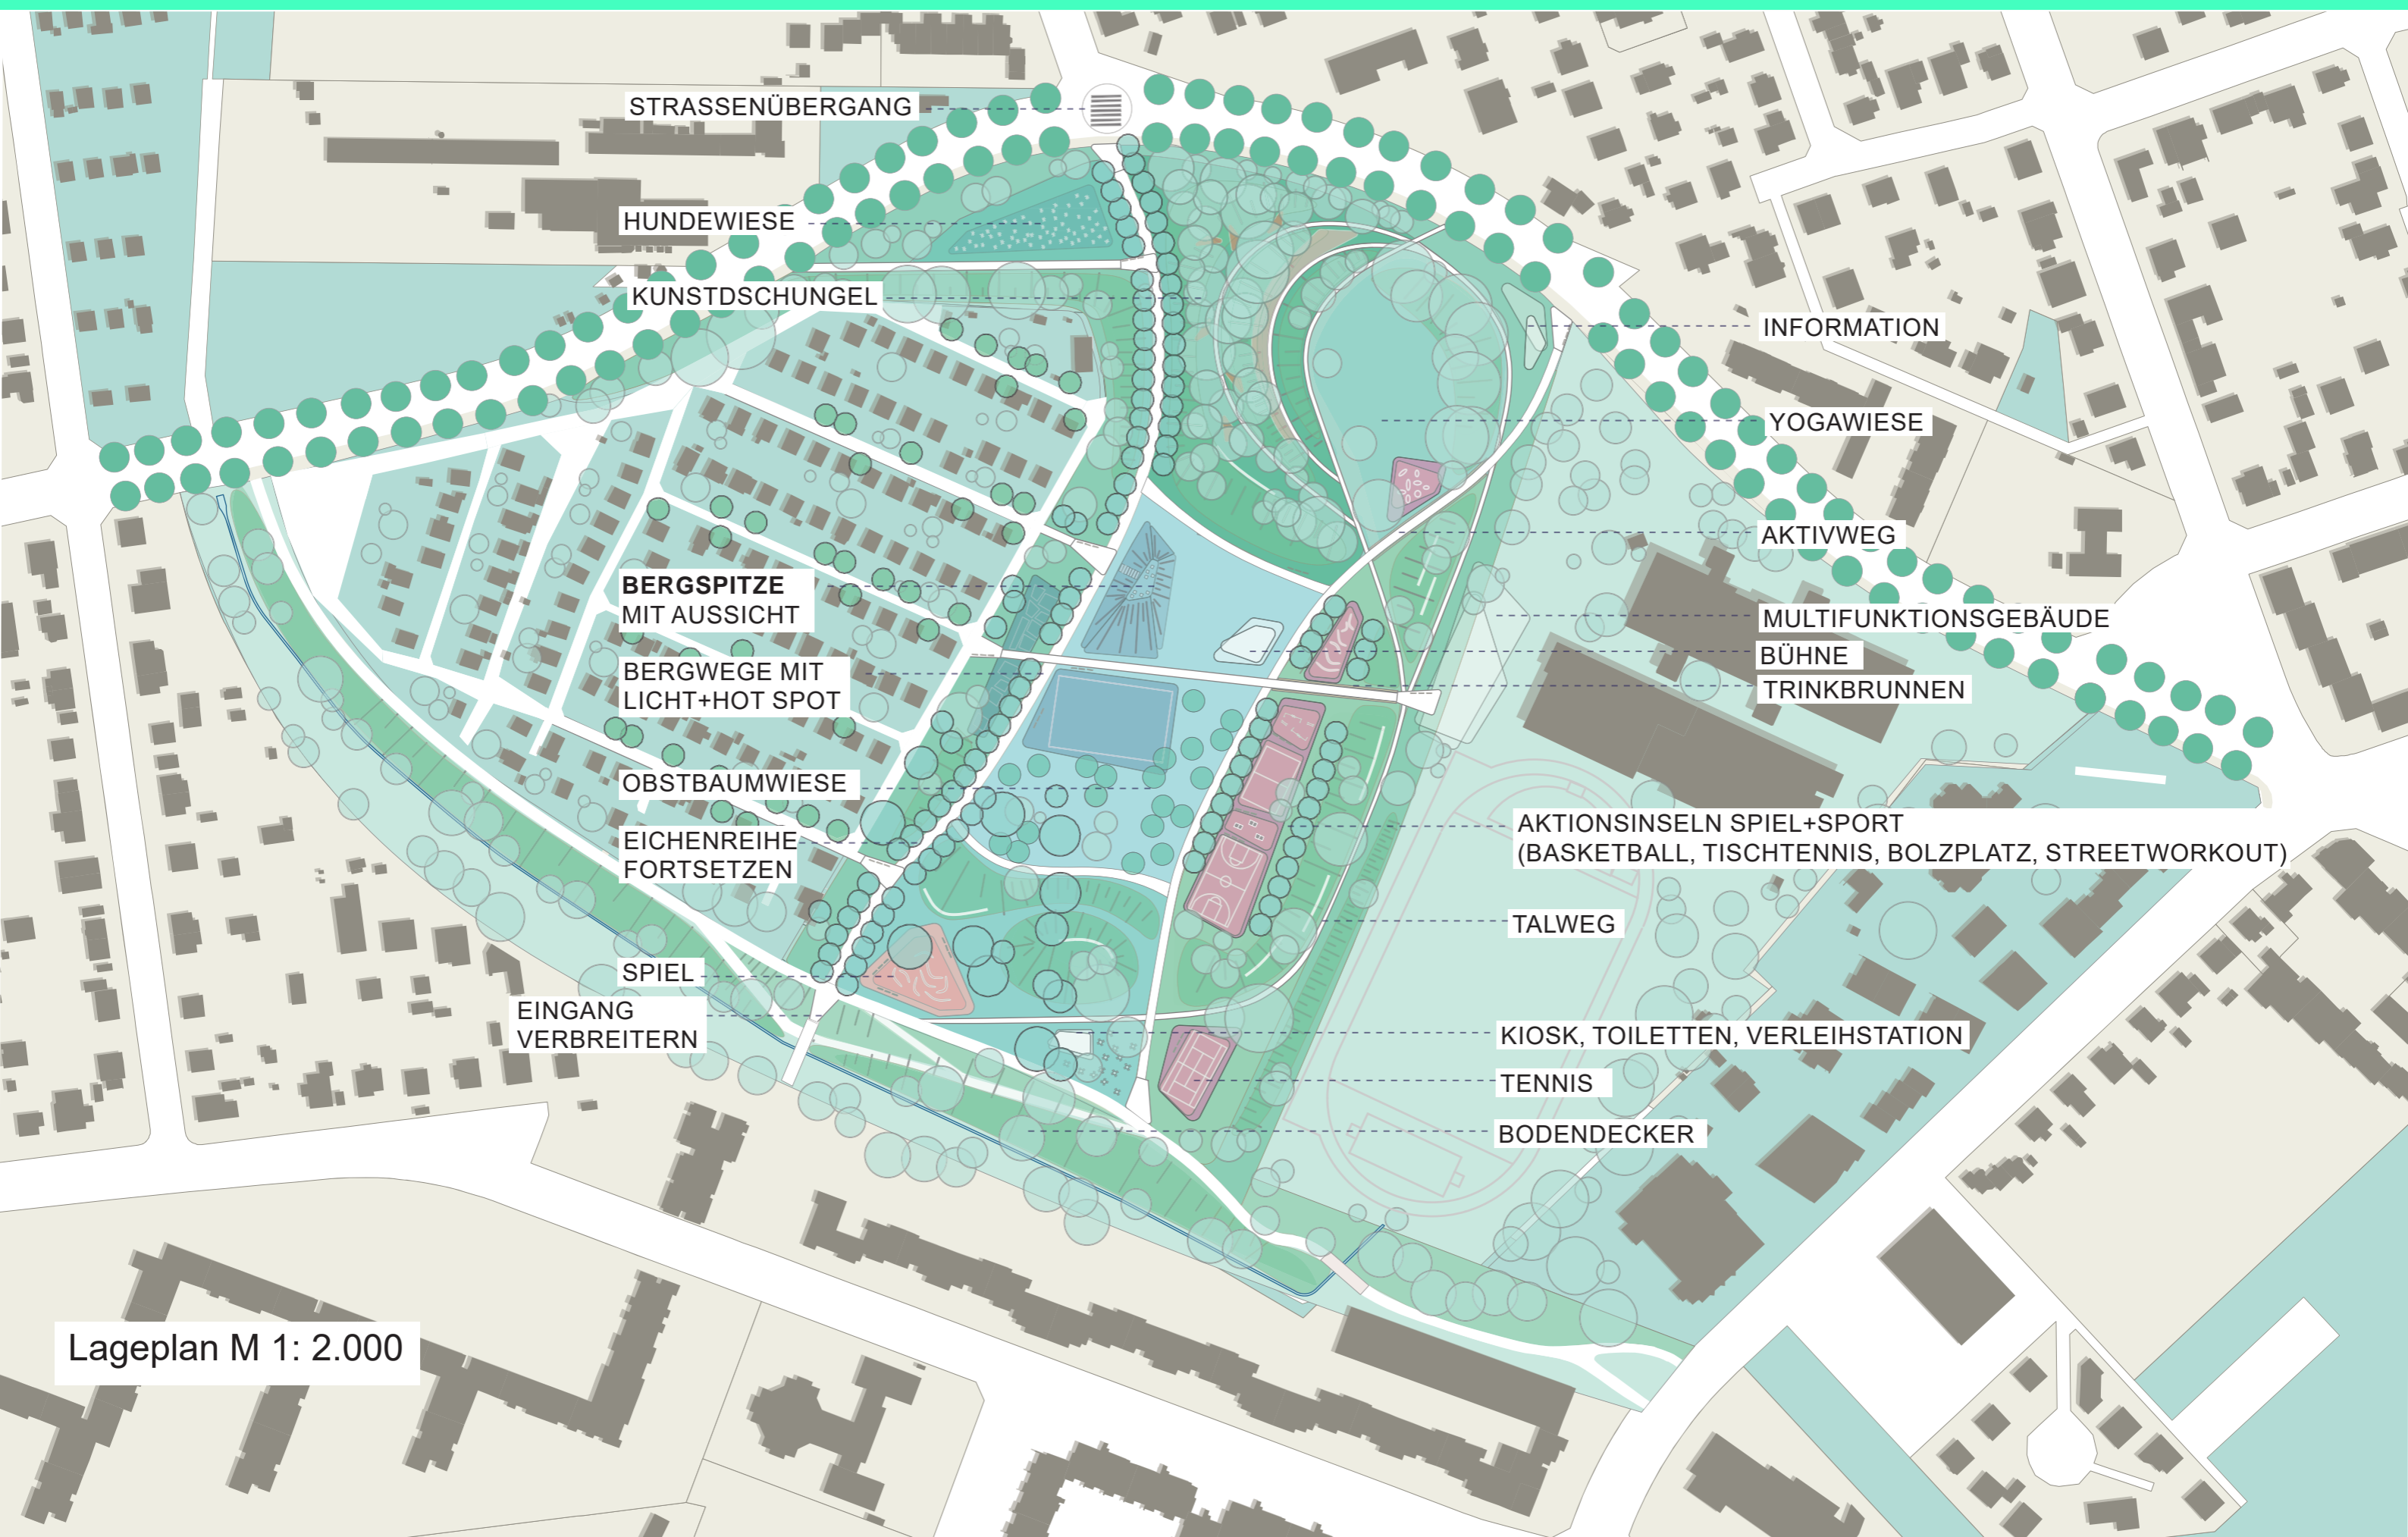 STRASSENÜBERGANG
HUNDEWIESE
KUNSTDSCHUNGEL
INFORMATION
YOGAWIESE
AKTIVWEG
BERGSPITZE
MIT AUSSICHT
MULTIFUNKTIONSGEBÄUDE
BÜHNE
BERGWEGE MIT
LICHT+HOT SPOT
TRINKBRUNNEN
OBSTBAUMWIESE
EICHENREIHE
FORTSETZEN
AKTIONSINSELN SPIEL+SPORT
(BASKETBALL, TISCHTENNIS, BOLZPLATZ, STREETWORKOUT)
TALWEG
SPIEL
EINGANG
VERBREITERN
KIOSK, TOILETTEN, VERLEIHSTATION
TENNIS
BODENDECKER
Lageplan M 1: 2.000